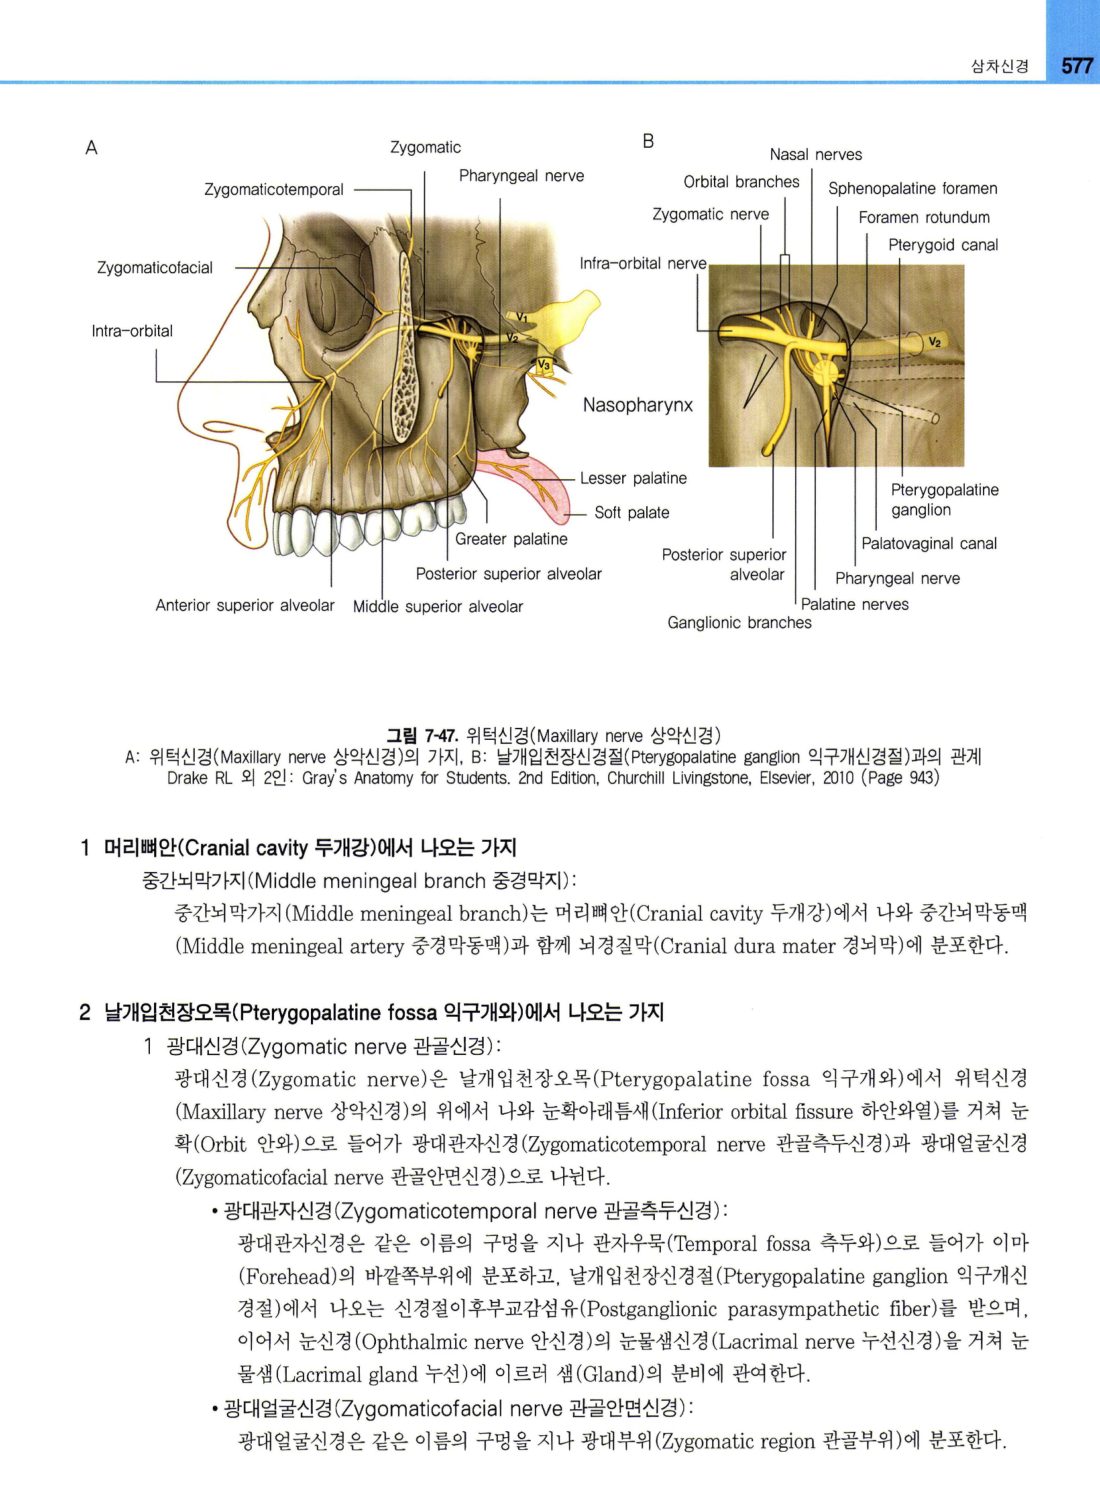 삼차신경 577
A
Zygomatic
Pharyngeal nerve
Zygomaticotemporal
Zygomaticofacial
Intra-orbital
V₁
V₂
V₃
Nasopharynx
Lesser palatine
Soft palate
Greater palatine
Posterior superior alveolar
Anterior superior alveolar
Middle superior alveolar
B
Nasal nerves
Orbital branches
Sphenopalatine foramen
Zygomatic nerve
Foramen rotundum
Pterygoid canal
Infra-orbital nerve
V₂
Pterygopalatine
ganglion
Palatovaginal canal
Posterior superior
alveolar
Pharyngeal nerve
Palatine nerves
Ganglionic branches
그림 7-47. 위턱신경(Maxillary nerve 상악신경)
A: 위턱신경(Maxillary nerve 상악신경)의 가지, B: 날개입천장신경절(Pterygopalatine ganglion 익구개신경절)과의 관계
Drake RL 외 2인: Gray's Anatomy for Students. 2nd Edition, Churchill Livingstone, Elsevier, 2010 (Page 943)
1 머리뼈안(Cranial cavity 두개강)에서 나오는 가지
중간뇌막가지(Middle meningeal branch 중경막지):
중간뇌막가지(Middle meningeal branch)는 머리뼈안(Cranial cavity 두개강)에서 나와 중간뇌막동맥
(Middle meningeal artery 중경막동맥)과 함께 뇌경질막(Cranial dura mater 경뇌막)에 분포한다.
2 날개입천장오목(Pterygopalatine fossa 익구개와)에서 나오는 가지
1 광대신경(Zygomatic nerve 관골신경):
광대신경(Zygomatic nerve)은 날개입천장오목(Pterygopalatine fossa 익구개와)에서 위턱신경
(Maxillary nerve 상악신경)의 위에서 나와 눈확아래틈새(Inferior orbital fissure 하안와열)를 거쳐 눈
확(Orbit 안와)으로 들어가 광대관자신경(Zygomaticotemporal nerve 관골측두신경)과 광대얼굴신경
(Zygomaticofacial nerve 관골안면신경)으로 나뉜다.
• 광대관자신경(Zygomaticotemporal nerve 관골측두신경):
광대관자신경은 같은 이름의 구멍을 지나 관자우묵(Temporal fossa 측두와)으로 들어가 이마
(Forehead)의 바깥쪽부위에 분포하고, 날개입천장신경절(Pterygopalatine ganglion 익구개신
경절)에서 나오는 신경절이후부교감섬유(Postganglionic parasympathetic fiber)를 받으며,
이어서 눈신경(Ophthalmic nerve 안신경)의 눈물샘신경(Lacrimal nerve 누선신경)을 거쳐 눈
물샘(Lacrimal gland 누선)에 이르러 샘(Gland)의 분비에 관여한다.
• 광대얼굴신경(Zygomaticofacial nerve 관골안면신경):
광대얼굴신경은 같은 이름의 구멍을 지나 광대부위(Zygomatic region 관골부위)에 분포한다.